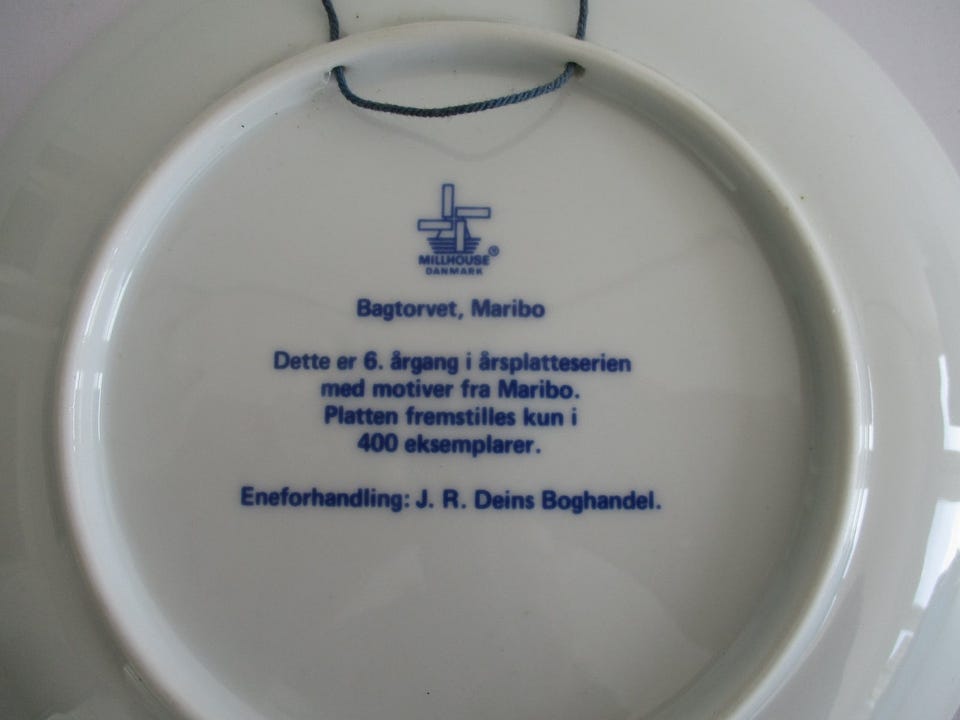 MILLHOUSE®
DANMARK
Bagtorvet, Maribo
Dette er 6. årgang i årsplatteserien
med motiver fra Maribo.
Platten fremstilles kun i
400 eksemplarer.
Eneforhandling: J. R. Deins Boghandel.